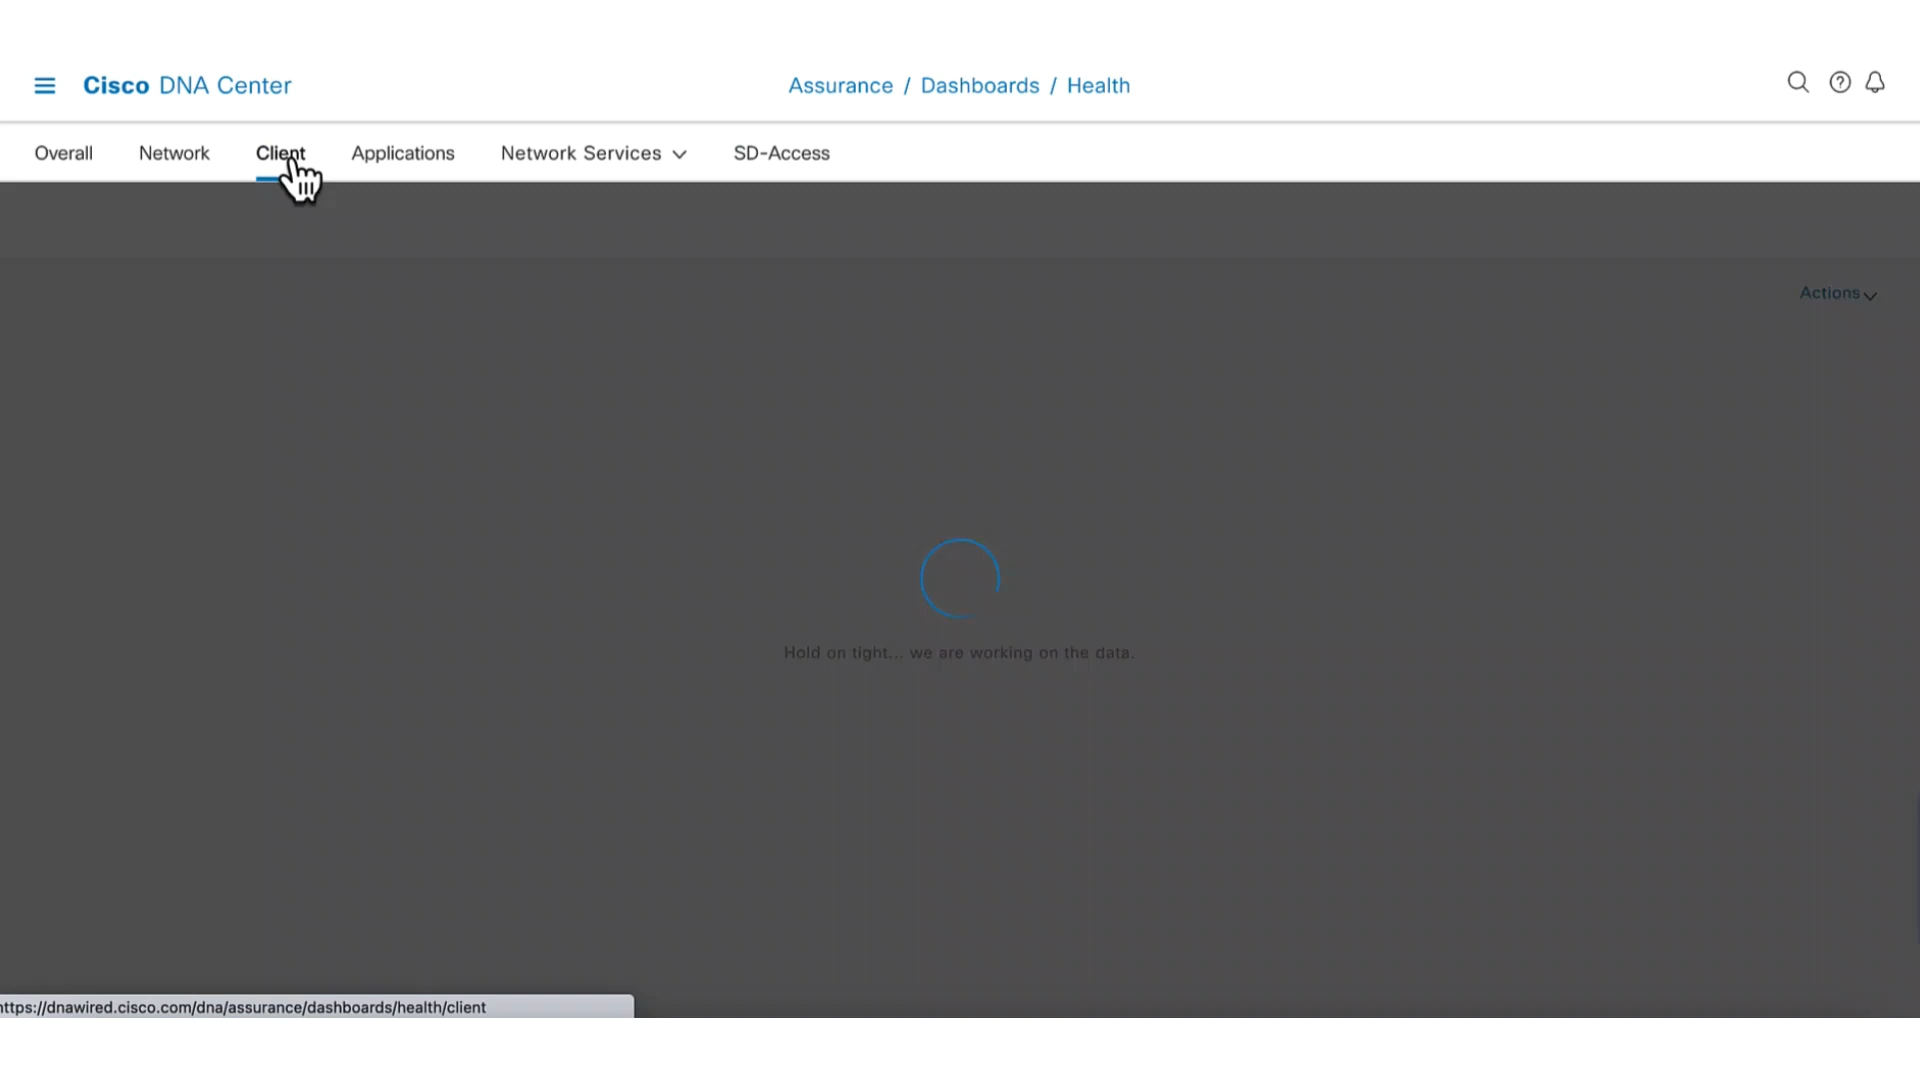 Cisco DNA Center
Assurance / Dashboards / Health
Overall
Network
Client
Applications
Network Services
SD-Access
Actions
Hold on tight... we are working on the data.
https://dnawired.cisco.com/dna/assurance/dashboards/health/client